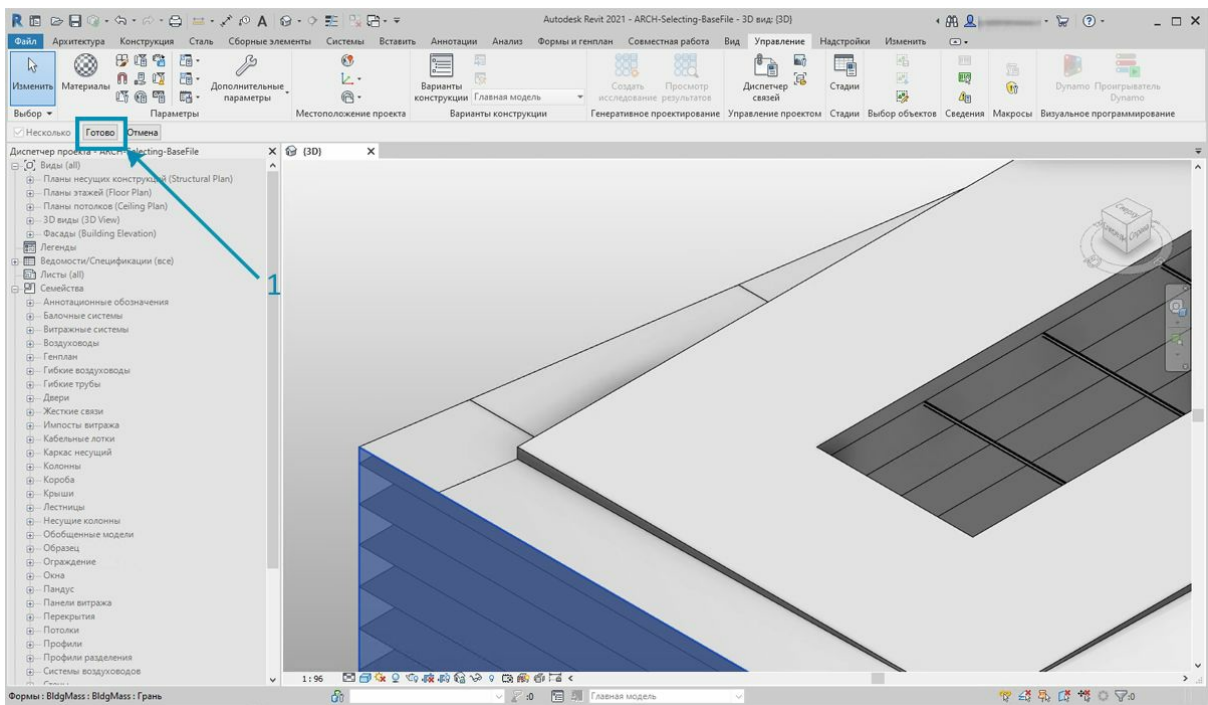 Autodesk Revit 2021 - ARCH-Selecting-BaseFile - 3D вид: {3D}
Файл Архитектура Конструкция Сталь Сборные элементы Системы Вставить Аннотации Анализ Формы и генплан Совместная работа Вид Управление Надстройки Изменить
Изменить Материалы Дополнительные параметры Варианты конструкции Главная модель Создать исследование Просмотр результатов Диспетчер связей Стадии Dynamo Проигрыватель Dynamo
Выбор Параметры Местоположение проекта Варианты конструкции Генеративное проектирование Управление проектом Стадии Выбор объектов Сведения Макросы Визуальное программирование
Несколько Готово Отмена
Диспетчер проекта - ARCH-Selecting-BaseFile
{3D}
Виды (all)
Планы несущих конструкций (Structural Plan)
Планы этажей (Floor Plan)
Планы потолков (Ceiling Plan)
3D виды (3D View)
Фасады (Building Elevation)
Легенды
Ведомости/Спецификации (все)
Листы (all)
1
Семейства
Аннотационные обозначения
Балочные системы
Витражные системы
Воздуховоды
Генплан
Гибкие воздуховоды
Гибкие трубы
Двери
Жесткие связи
Импосты витража
Кабельные лотки
Каркас несущий
Колонны
Короба
Крыши
Лестницы
Несущие колонны
Обобщенные модели
Образец
Ограждение
Окна
Пандус
Панели витража
Перекрытия
Потолки
Профили
Профили разделения
Системы воздуховодов
Сверху
Справа
1 : 96
Формы : BldgMass : BldgMass : Грань
:0
Главная модель
:0